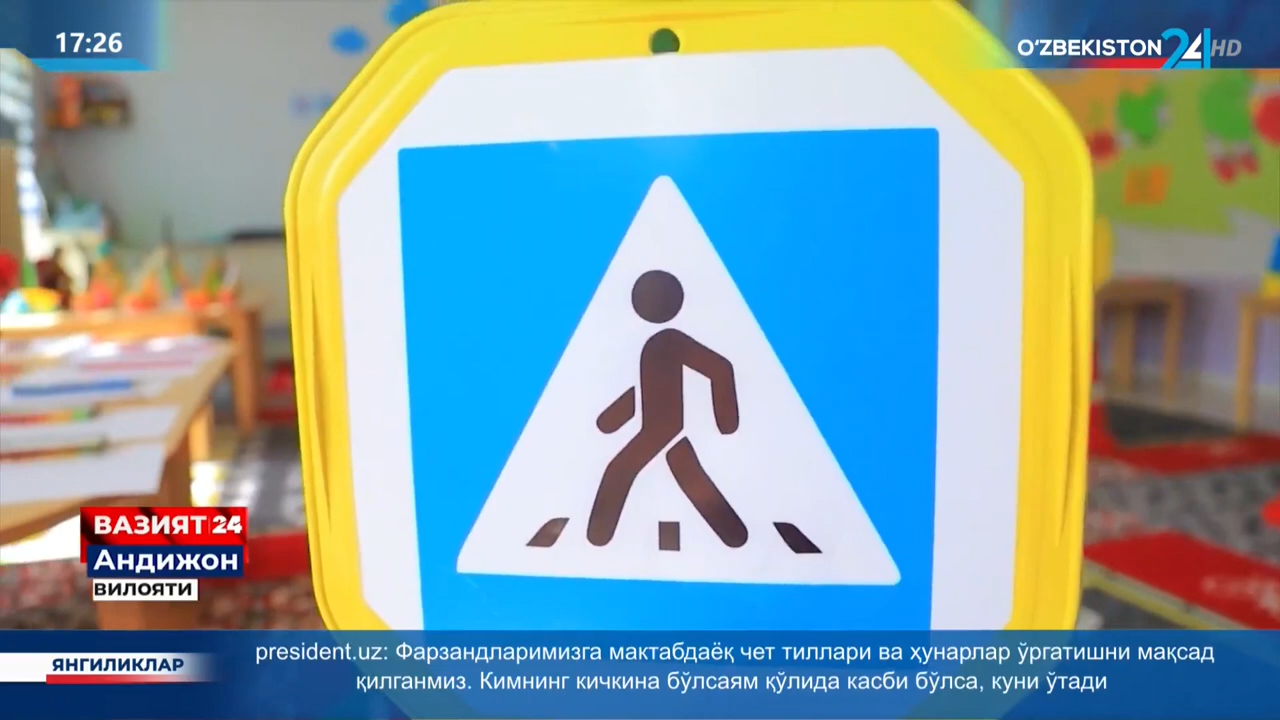 17:26
O‘ZBEKISTON 24 HD
ВАЗИЯТ 24
Андижон
ВИЛОЯТИ
ЯНГИЛИКЛАР
president.uz: Фарзандларимизга мактабдаёқ чет тиллари ва ҳунарлар ўргатишни мақсад
қилганмиз. Кимнинг кичкина бўлсаям қўлида касби бўлса, куни ўтади